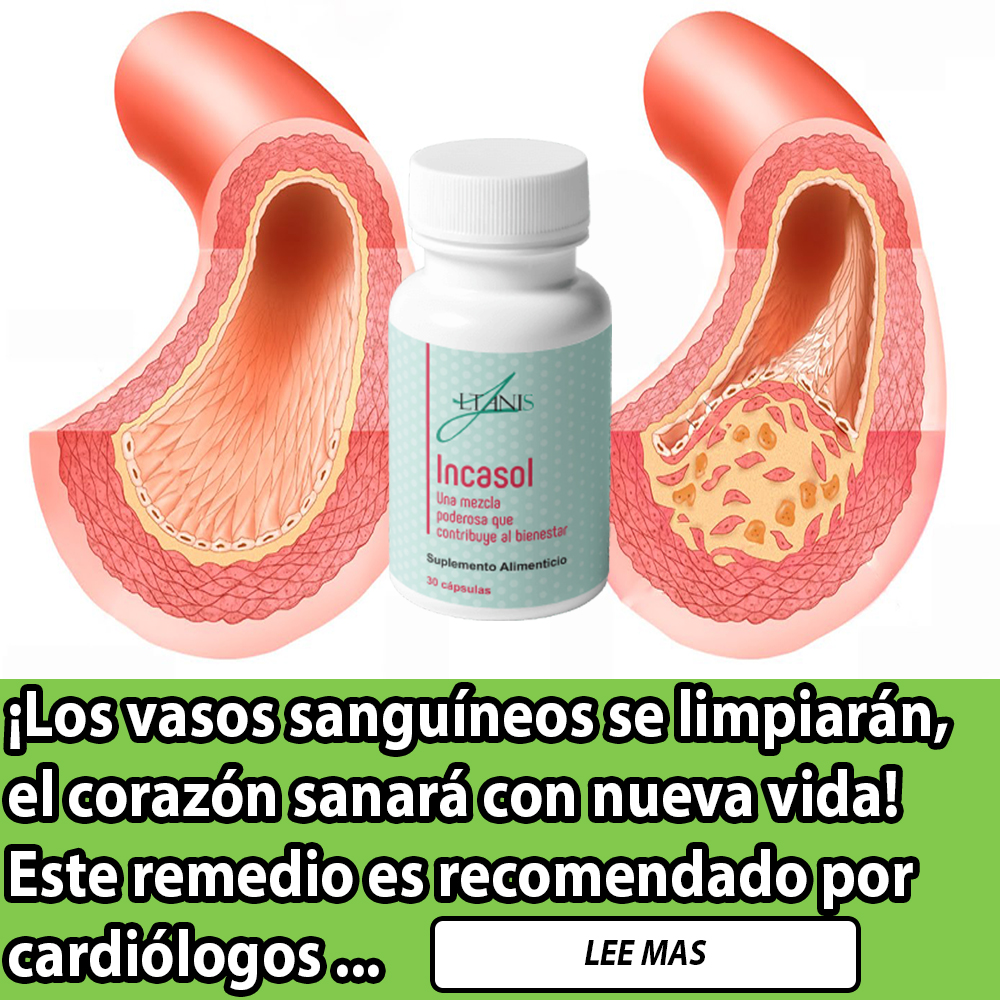 LTANIS
Incasol
Una mezcla
poderosa que
contribuye al bienestar
Suplemento Alimenticio
30 cápsulas
¡Los vasos sanguíneos se limpiarán,
el corazón sanará con nueva vida!
Este remedio es recomendado por
cardiólogos ...
LEE MAS